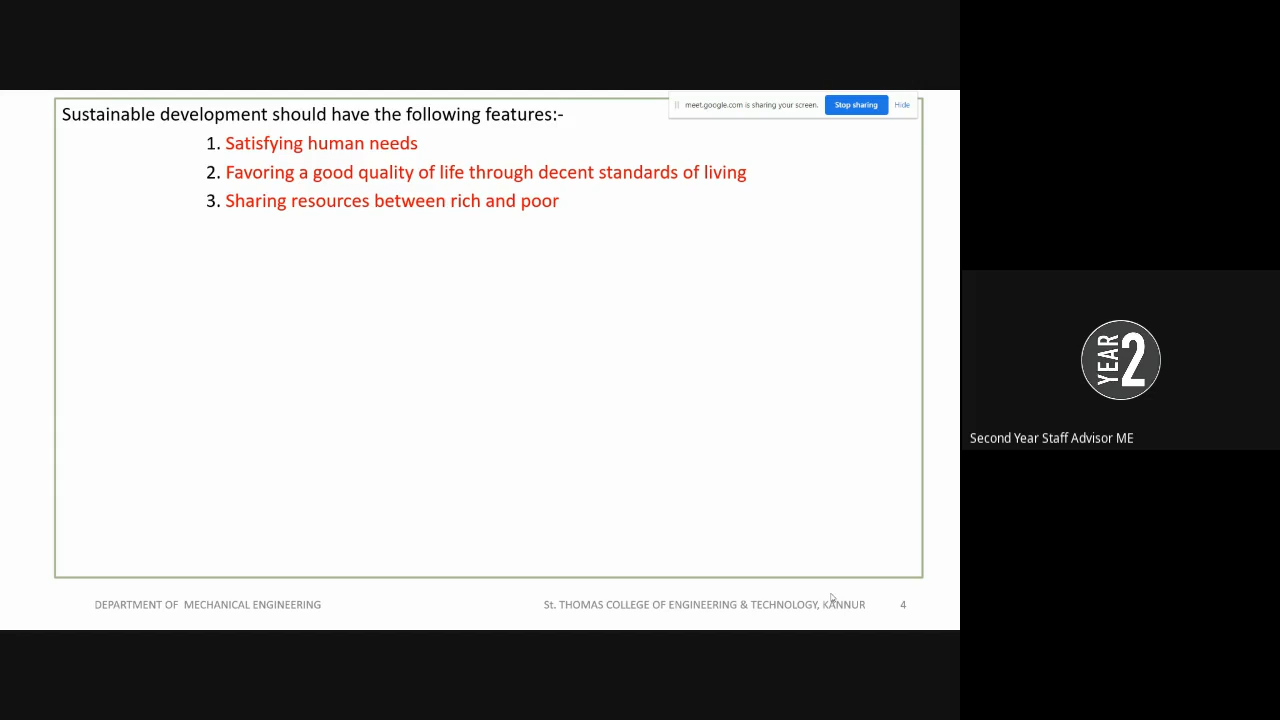 Sustainable development should have the following features:-
meet.google.com is sharing your screen. Stop sharing Hide
1. Satisfying human needs
2. Favoring a good quality of life through decent standards of living
3. Sharing resources between rich and poor
YEAR 2
Second Year Staff Advisor ME
DEPARTMENT OF MECHANICAL ENGINEERING St. THOMAS COLLEGE OF ENGINEERING & TECHNOLOGY, KANNUR 4